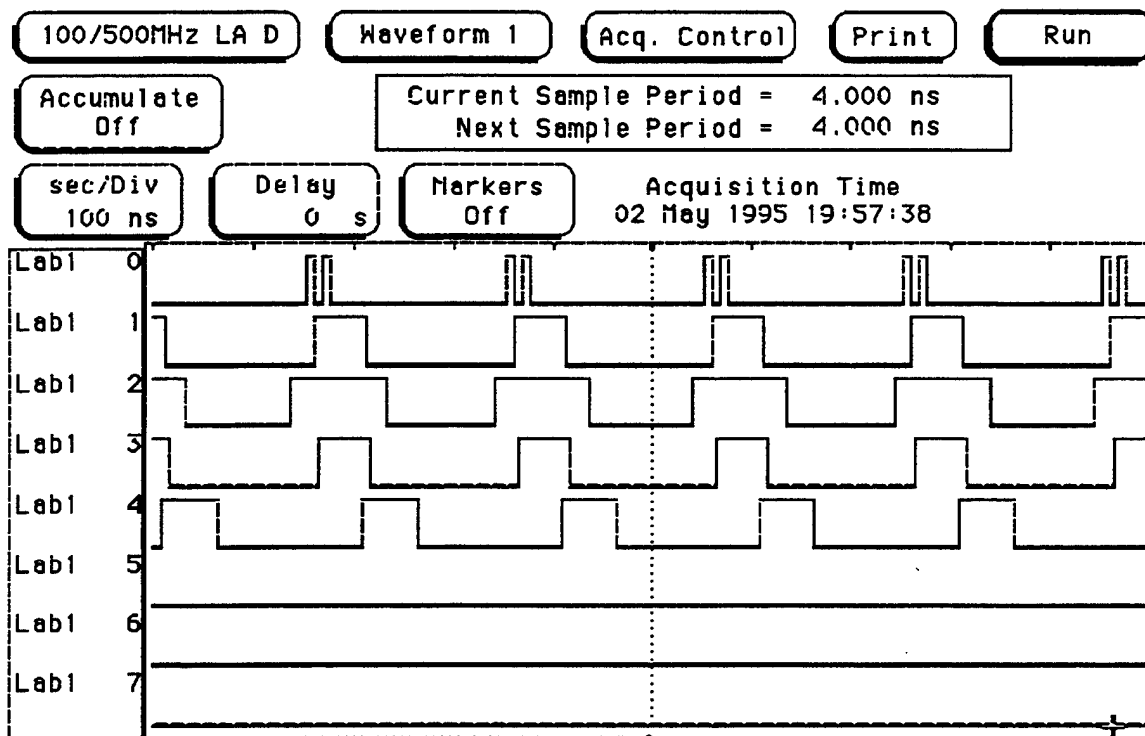 100/500MHz LA D Waveform 1 Acq. Control Print Run
Accumulate
Off
Current Sample Period = 4.000 ns
Next Sample Period = 4.000 ns
sec/Div
100 ns
Delay
0 s
Markers
Off
Acquisition Time
02 May 1995 19:57:38
Lab1 0
Lab1 1
Lab1 2
Lab1 3
Lab1 4
Lab1 5
Lab1 6
Lab1 7